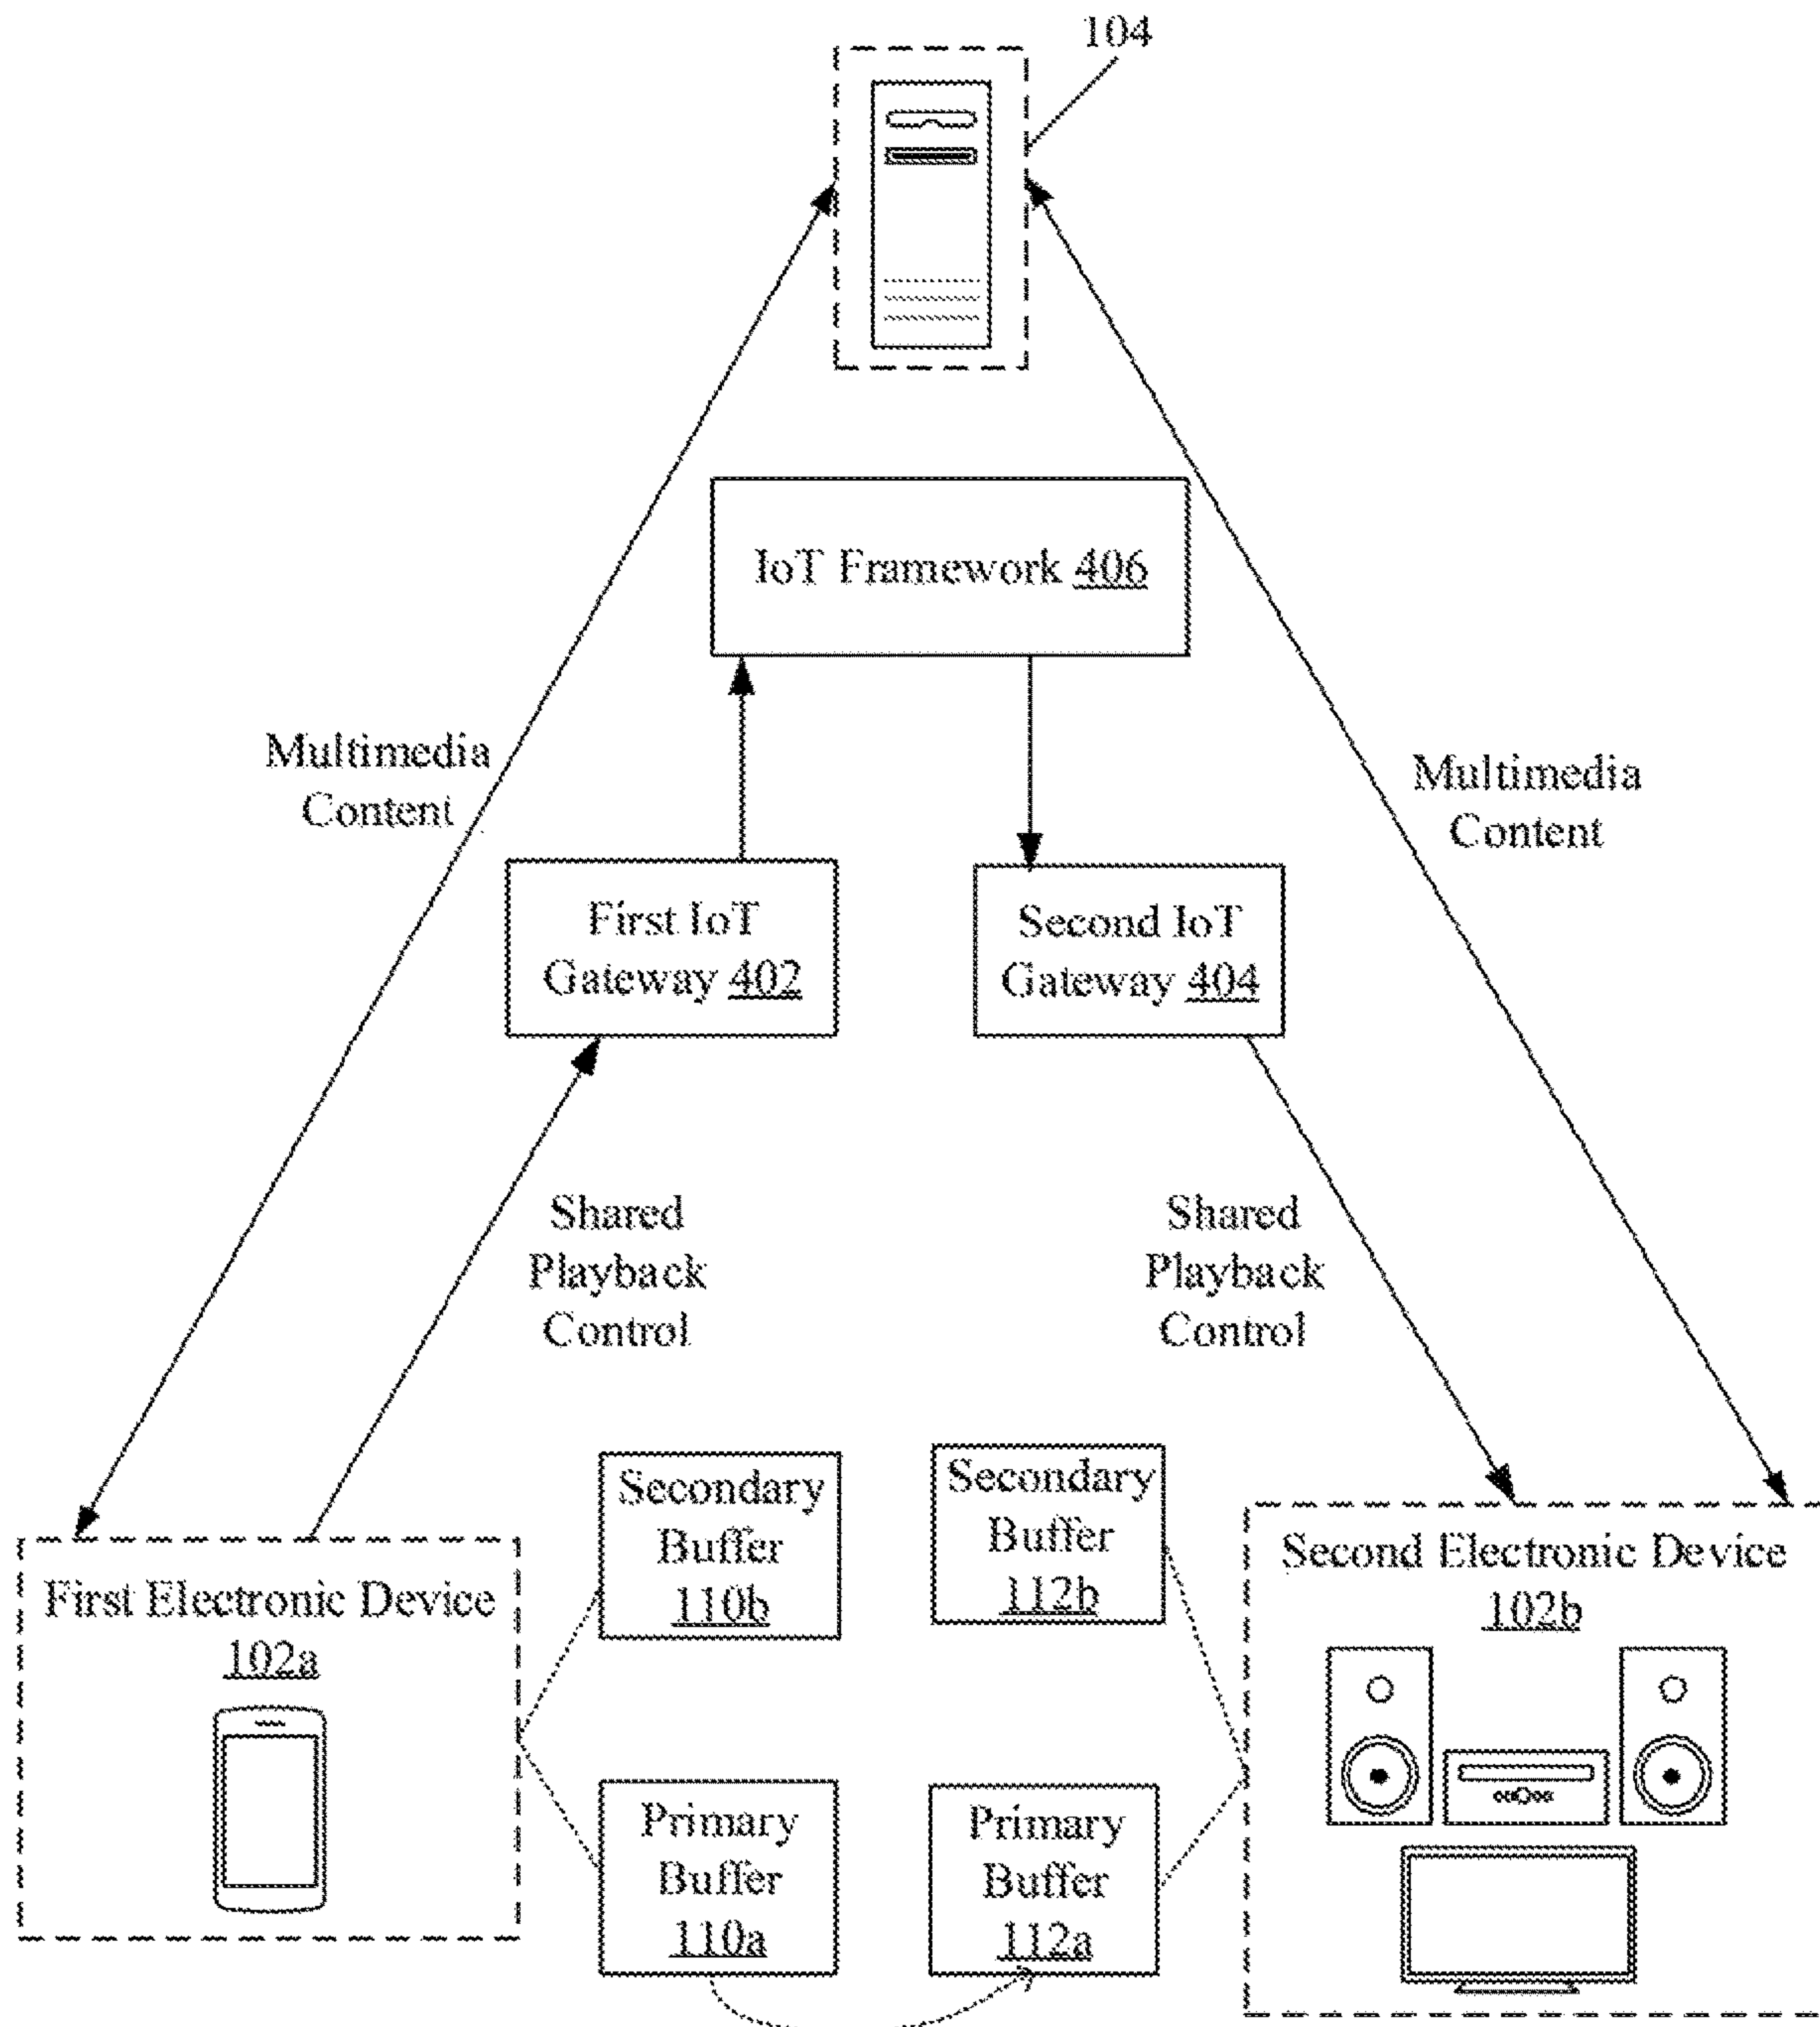 104
IoT Framework 406
Multimedia
Content
Multimedia
Content
First IoT
Gateway 402
Second IoT
Gateway 404
Shared
Playback
Control
Shared
Playback
Control
Secondary
Buffer
110b
Secondary
Buffer
112b
First Electronic Device
102a
Second Electronic Device
102b
Primary
Buffer
110a
Primary
Buffer
112a